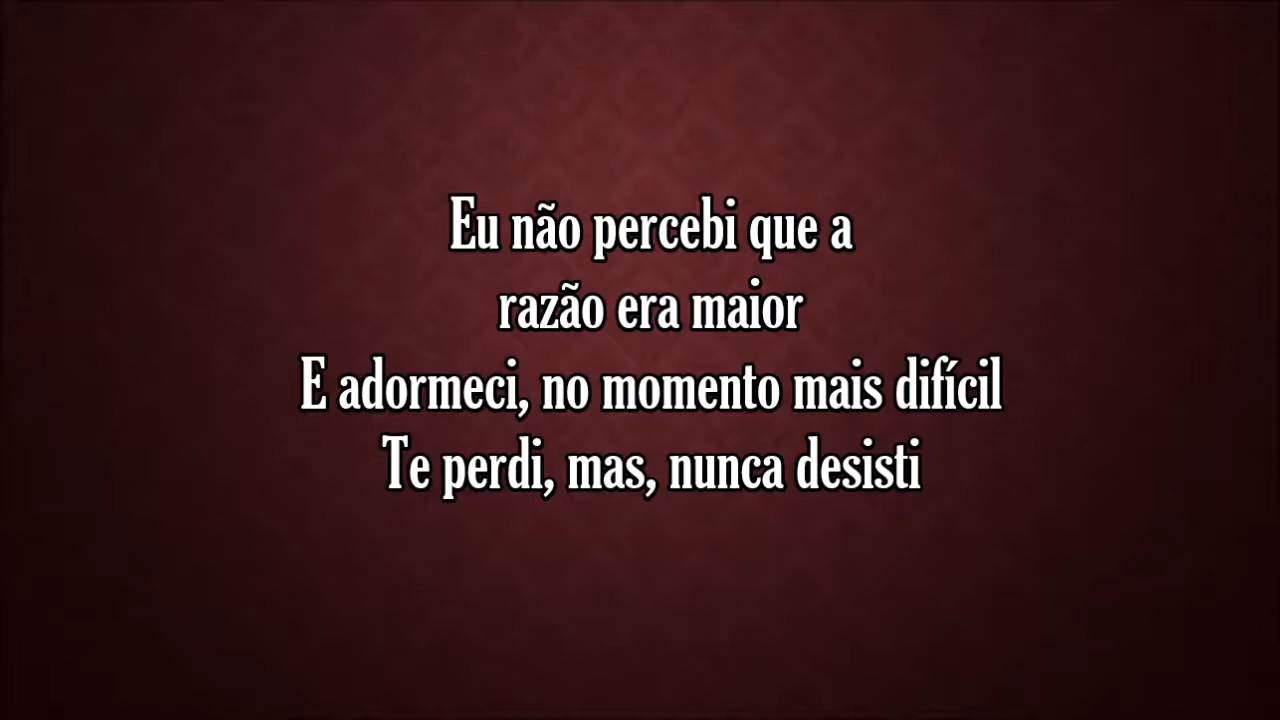 Eu não percebi que a
razão era maior
E adormeci, no momento mais difícil
Te perdi, mas, nunca desisti